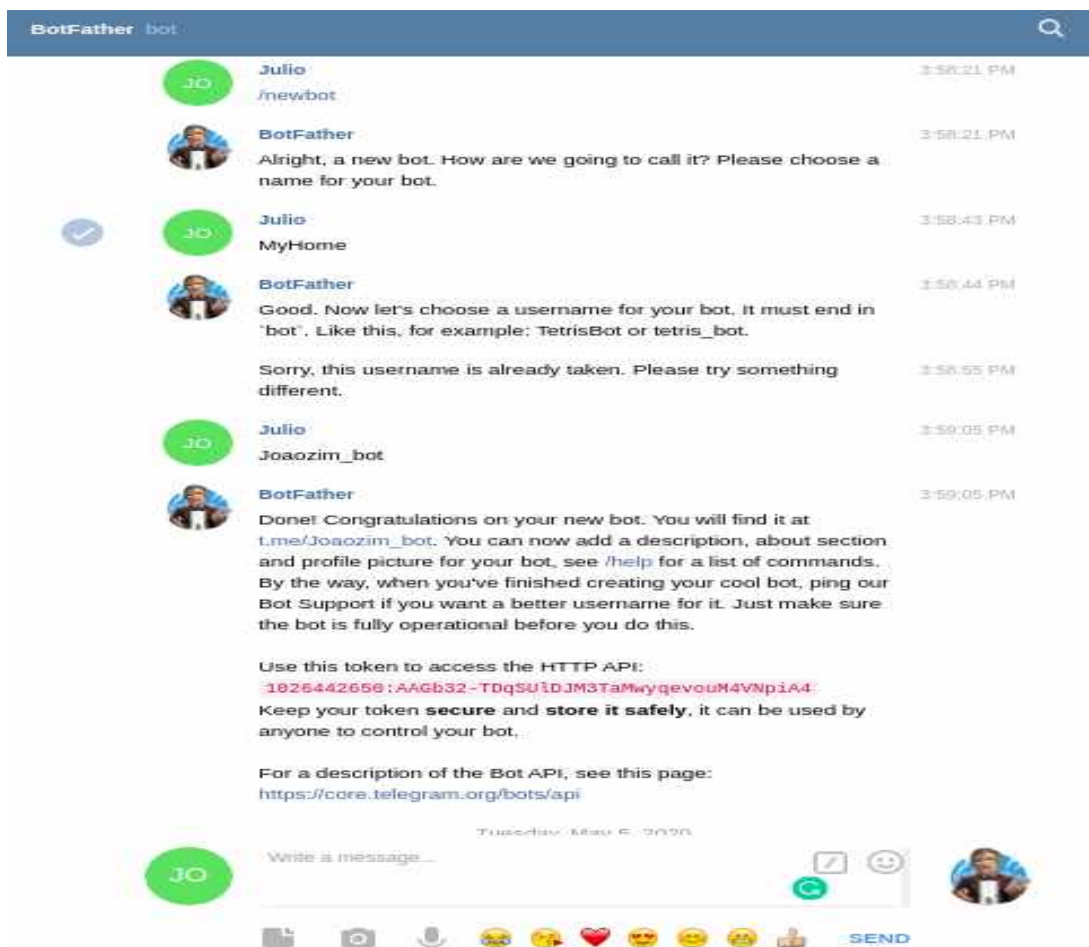 BotFather bot
Julio 3:58:21 PM
JO
/newbot
BotFather 3:58:21 PM
Alright, a new bot. How are we going to call it? Please choose a
name for your bot.
Julio 3:58:43 PM
JO
MyHome
BotFather 3:58:44 PM
Good. Now let's choose a username for your bot. It must end in
`bot`. Like this, for example: TetrisBot or tetris_bot.
Sorry, this username is already taken. Please try something 3:58:55 PM
different.
Julio 3:59:05 PM
JO
Joaozim_bot
BotFather 3:59:05 PM
Done! Congratulations on your new bot. You will find it at
t.me/Joaozim_bot. You can now add a description, about section
and profile picture for your bot, see /help for a list of commands.
By the way, when you've finished creating your cool bot, ping our
Bot Support if you want a better username for it. Just make sure
the bot is fully operational before you do this.
Use this token to access the HTTP API:
Keep your token secure and store it safely, it can be used by
anyone to control your bot.
For a description of the Bot API, see this page:
https://core.telegram.org/bots/api
Tuesday, May 5, 2020
JO
Write a message...
SEND